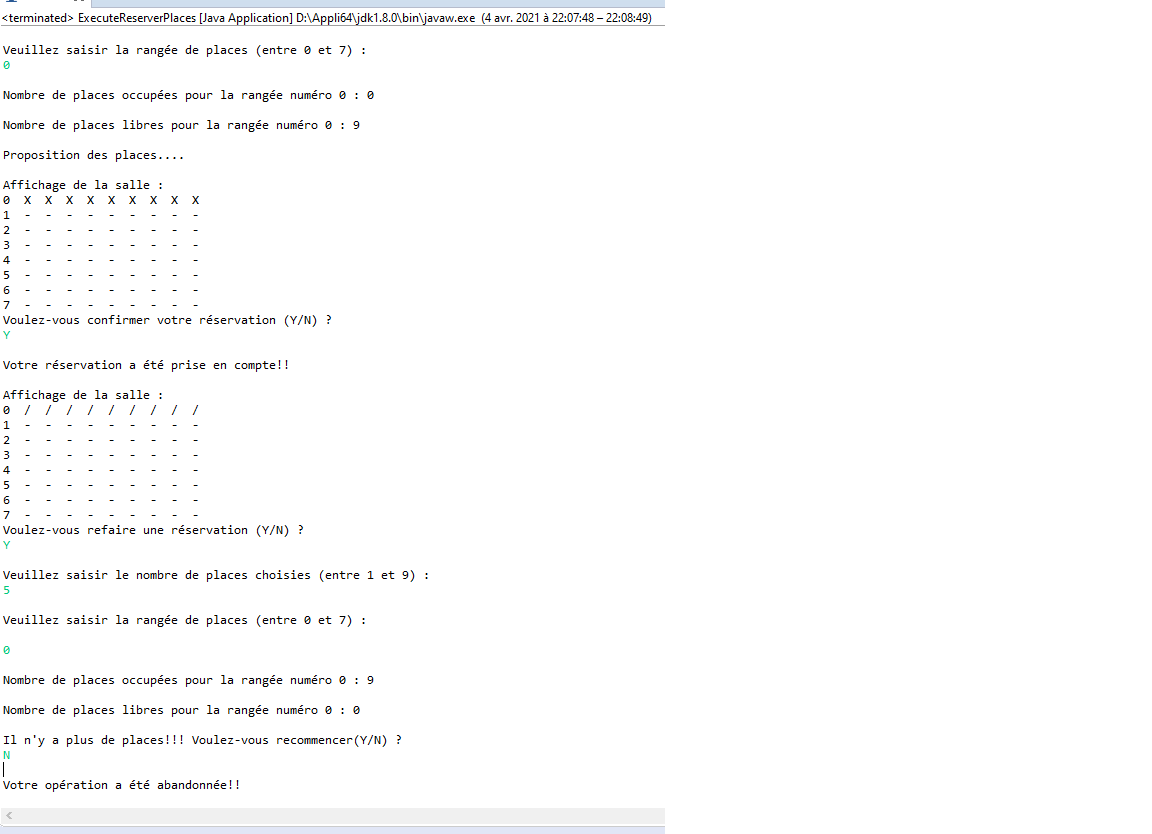 <terminated> ExecuteReserverPlaces [Java Application] D:\Appli64\jdk1.8.0\bin\javaw.exe (4 avr. 2021 à 22:07:48 – 22:08:49)
Veuillez saisir la rangée de places (entre 0 et 7) :
0
Nombre de places occupées pour la rangée numéro 0 : 0
Nombre de places libres pour la rangée numéro 0 : 9
Proposition des places....
Affichage de la salle :
0 X X X X X X X X X
1 - - - - - - - - -
2 - - - - - - - - -
3 - - - - - - - - -
4 - - - - - - - - -
5 - - - - - - - - -
6 - - - - - - - - -
7 - - - - - - - - -
Voulez-vous confirmer votre réservation (Y/N) ?
Y
Votre réservation a été prise en compte!!
Affichage de la salle :
0 / / / / / / / / /
1 - - - - - - - - -
2 - - - - - - - - -
3 - - - - - - - - -
4 - - - - - - - - -
5 - - - - - - - - -
6 - - - - - - - - -
7 - - - - - - - - -
Voulez-vous refaire une réservation (Y/N) ?
Y
Veuillez saisir le nombre de places choisies (entre 1 et 9) :
5
Veuillez saisir la rangée de places (entre 0 et 7) :
0
Nombre de places occupées pour la rangée numéro 0 : 9
Nombre de places libres pour la rangée numéro 0 : 0
Il n'y a plus de places!!! Voulez-vous recommencer(Y/N) ?
N
Votre opération a été abandonnée!!